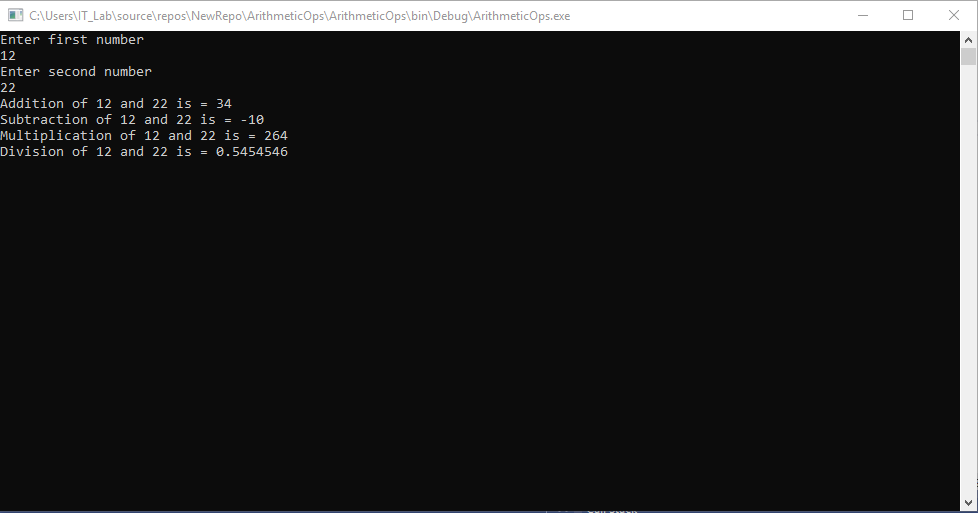 C:\Users\IT_Lab\source\repos\NewRepo\ArithmeticOps\ArithmeticOps\bin\Debug\ArithmeticOps.exe
Enter first number
12
Enter second number
22
Addition of 12 and 22 is = 34
Subtraction of 12 and 22 is = -10
Multiplication of 12 and 22 is = 264
Division of 12 and 22 is = 0.5454546